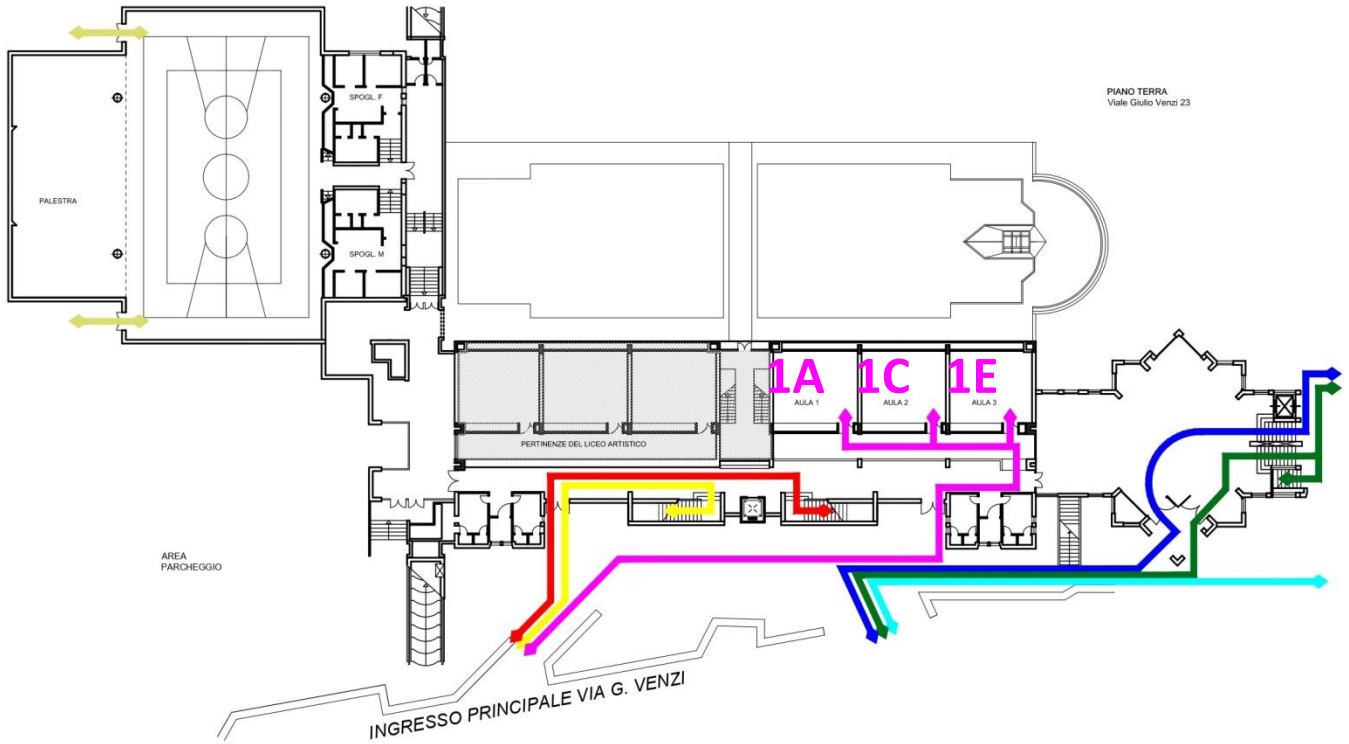 PIANO TERRA
Viale Giulio Venzi 23
SPOGL. F
PALESTRA
SPOGL. M
1A 1C 1E
AULA 1 AULA 2 AULA 3
PERTINENZE DEL LICEO ARTISTICO
AREA
PARCHEGGIO
INGRESSO PRINCIPALE VIA G. VENZI